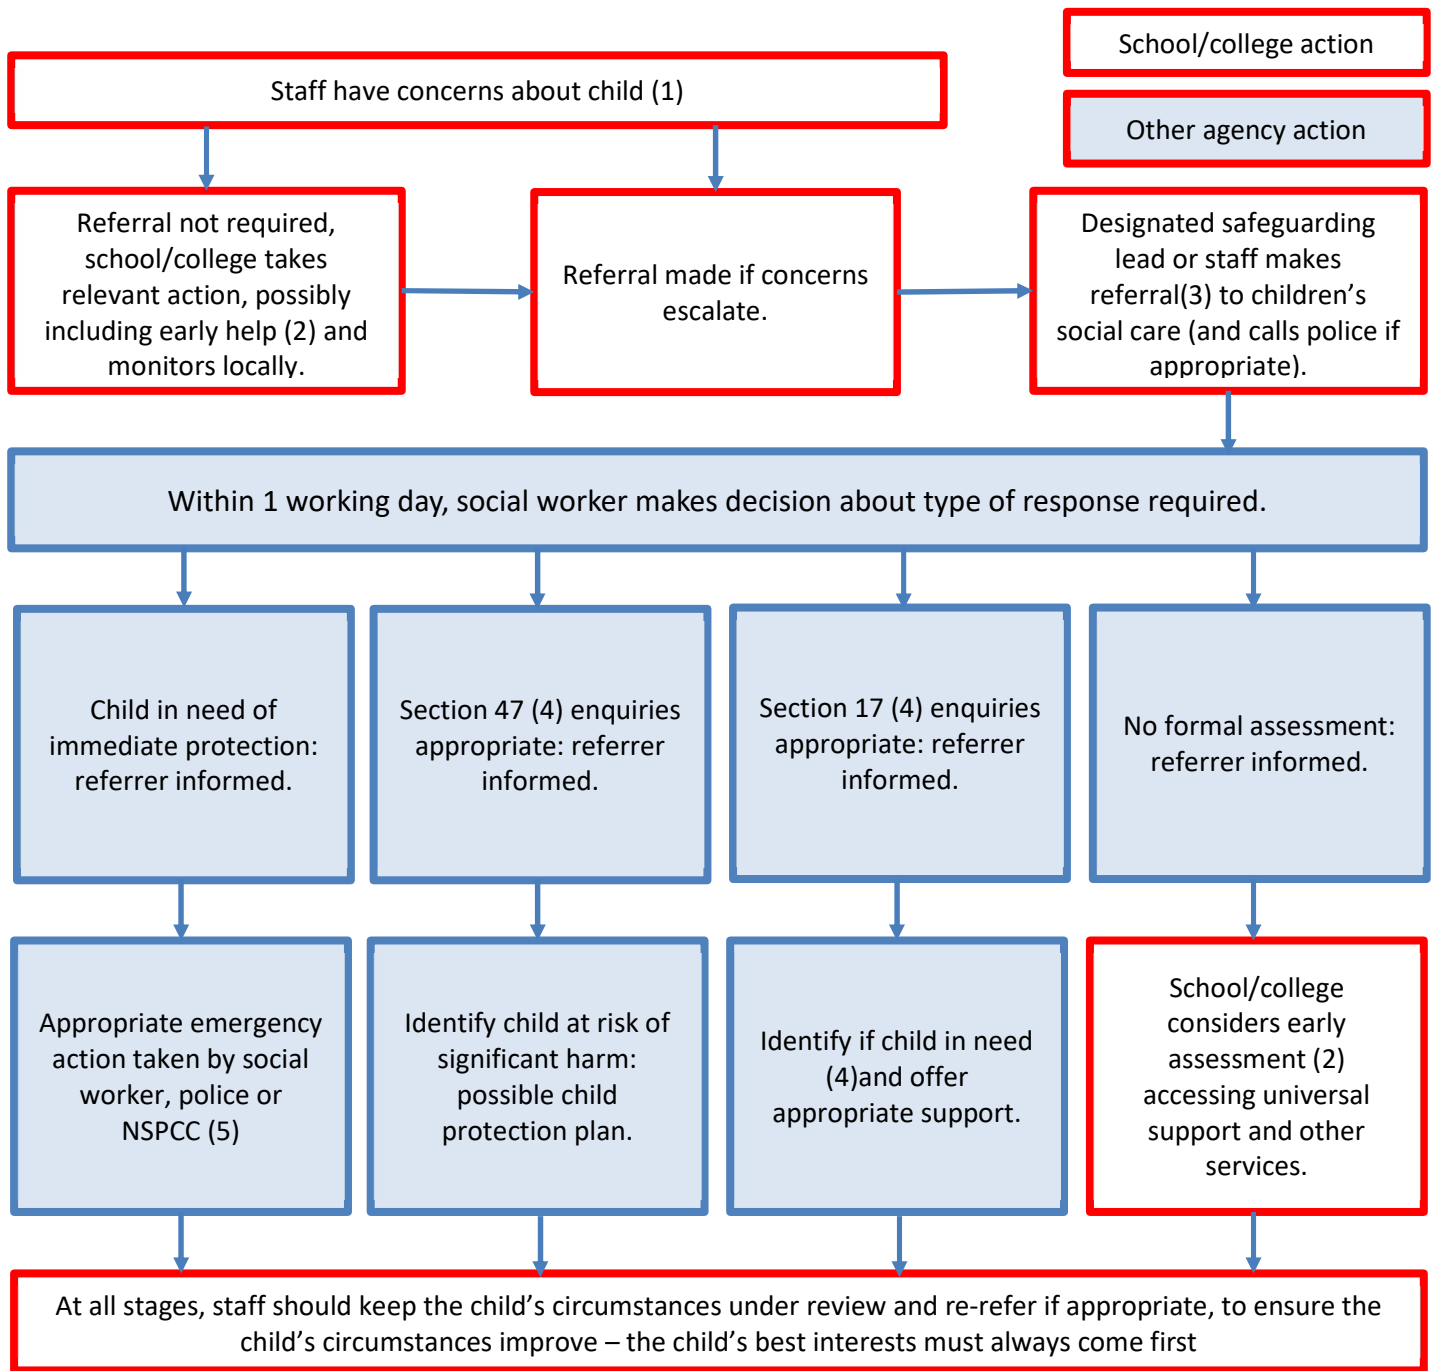 School/college action
Staff have concerns about child (1)
Other agency action
Referral not required,
school/college takes
relevant action, possibly
including early help (2) and
monitors locally.
Referral made if concerns
escalate.
Designated safeguarding
lead or staff makes
referral(3) to children’s
social care (and calls police if
appropriate).
Within 1 working day, social worker makes decision about type of response required.
Child in need of
immediate protection:
referrer informed.
Section 47 (4) enquiries
appropriate: referrer
informed.
Section 17 (4) enquiries
appropriate: referrer
informed.
No formal assessment:
referrer informed.
Appropriate emergency
action taken by social
worker, police or
NSPCC (5)
Identify child at risk of
significant harm:
possible child
protection plan.
Identify if child in need
(4)and offer
appropriate support.
School/college
considers early
assessment (2)
accessing universal
support and other
services.
At all stages, staff should keep the child’s circumstances under review and re-refer if appropriate, to ensure the
child’s circumstances improve – the child’s best interests must always come first